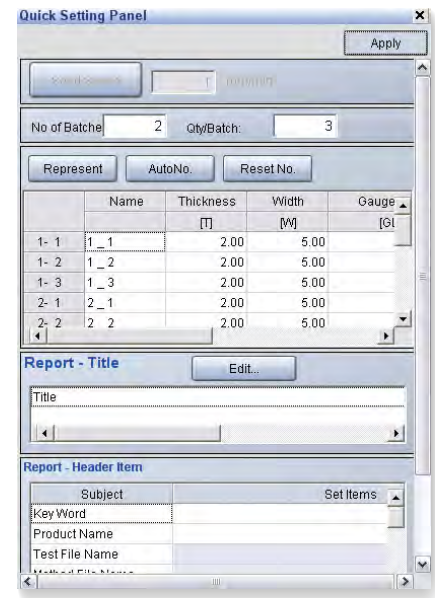 Quick Setting Panel
Apply
No of Batche 2 Qty/Batch: 3
Represent AutoNo. Reset No.
Name Thickness Width Gauge
[T] [W] [GL
1- 1 1 _ 1 2.00 5.00
1- 2 1 _ 2 2.00 5.00
1- 3 1 _ 3 2.00 5.00
2- 1 2 _ 1 2.00 5.00
2- 2 2 _ 2 2.00 5.00
Report - Title Edit...
Title
Report - Header Item
Subject Set Items
Key Word
Product Name
Test File Name
Method File Name